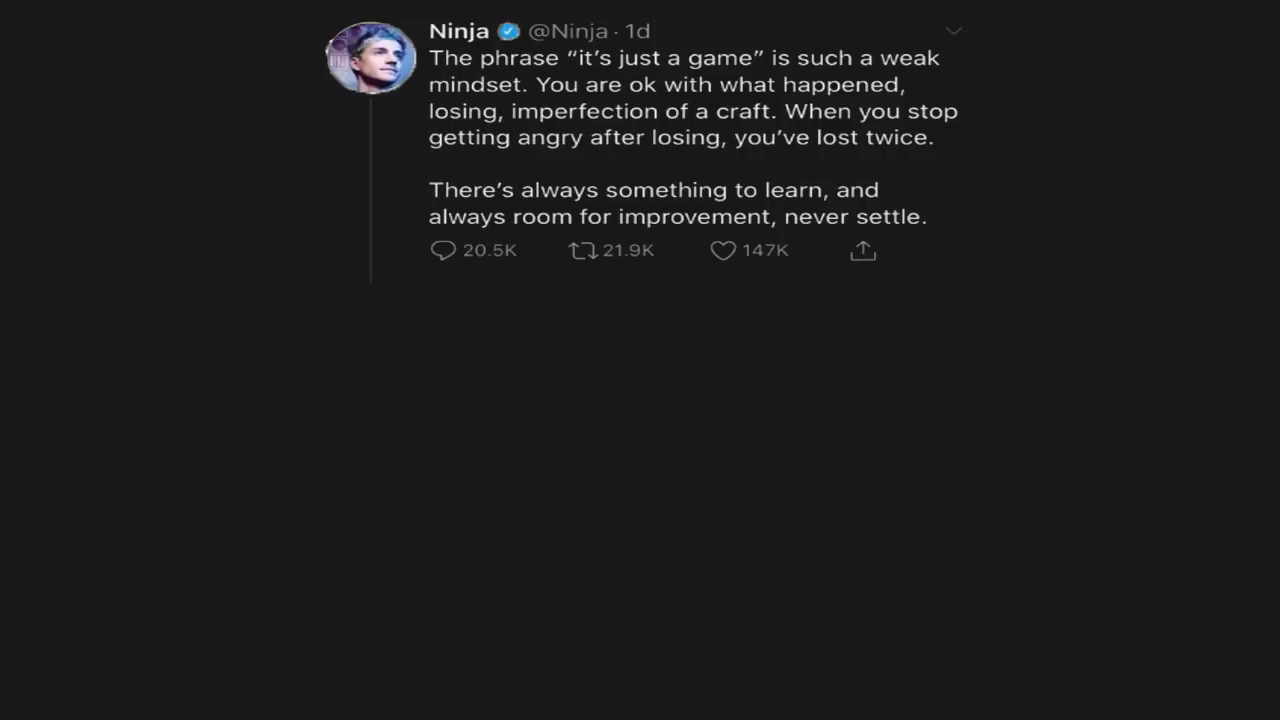 Ninja @Ninja · 1d
The phrase “it’s just a game” is such a weak
mindset. You are ok with what happened,
losing, imperfection of a craft. When you stop
getting angry after losing, you’ve lost twice.
There’s always something to learn, and
always room for improvement, never settle.
20.5K 21.9K 147K